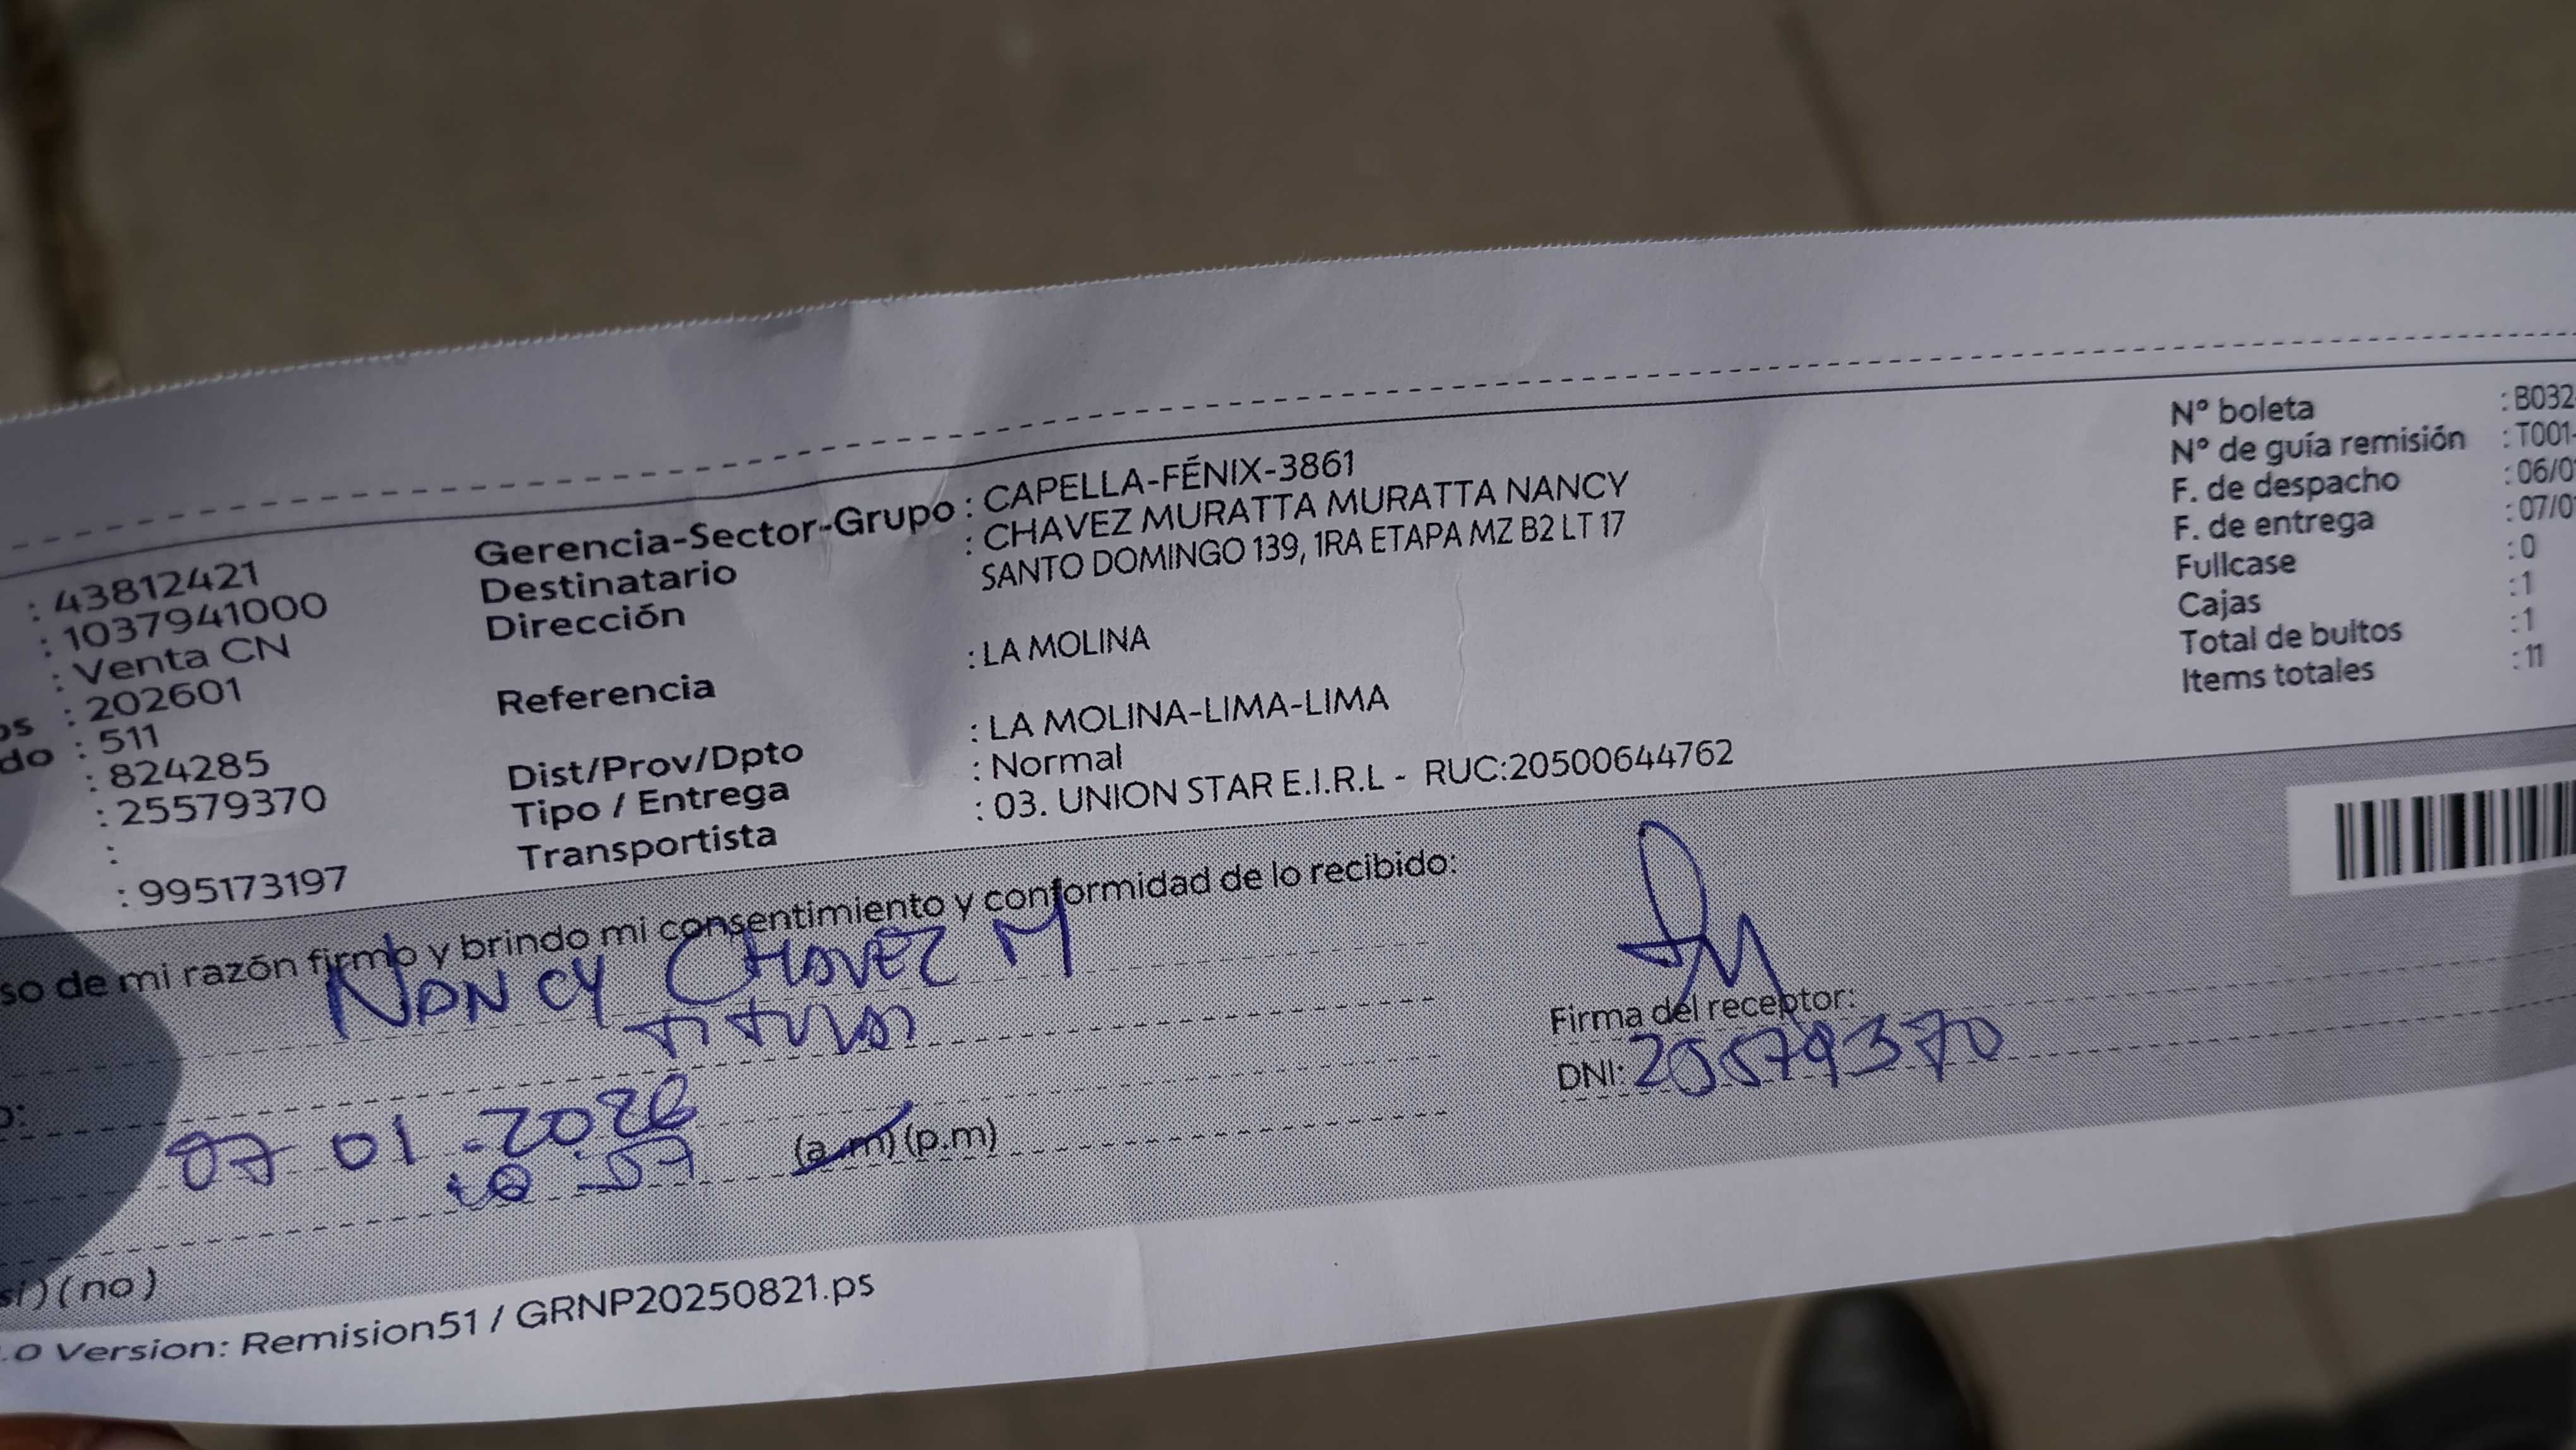 : 43812421
: 1037941000
: Venta CN
os : 202601
do : 511
: 824285
: 25579370
:
: 995173197
Gerencia-Sector-Grupo : CAPELLA-FÉNIX-3861
Destinatario : CHAVEZ MURATTA MURATTA NANCY
Dirección SANTO DOMINGO 139, 1RA ETAPA MZ B2 LT 17
Referencia : LA MOLINA
Dist/Prov/Dpto : LA MOLINA-LIMA-LIMA
Tipo / Entrega : Normal
Transportista : 03. UNION STAR E.I.R.L - RUC:20500644762
N° boleta : B032
N° de guía remisión : T001-
F. de despacho : 06/0
F. de entrega : 07/0
Fullcase : 0
Cajas : 1
Total de bultos : 1
Items totales : 11
so de mi razón firmo y brindo mi consentimiento y conformidad de lo recibido:
NANCY CHAVEZ M
TITULAR
Firma del receptor:
DNI: 25579370
o:
07 01 -2026
(a.m) (p.m)
si) ( no )
.0 Version: Remision51 / GRNP20250821.ps